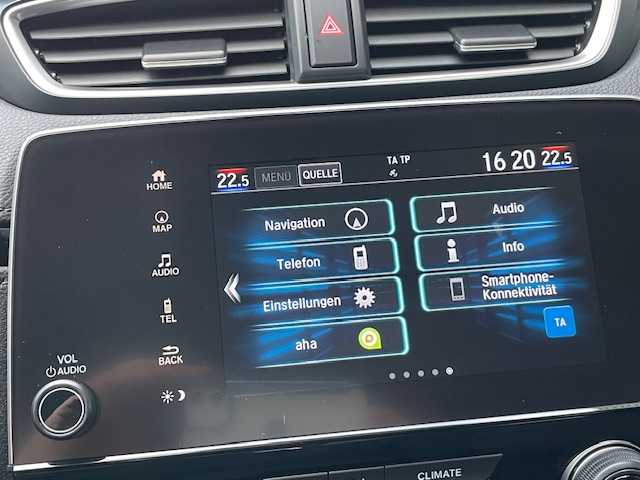 HOME
MAP
AUDIO
TEL
BACK
VOL
AUDIO
22.5 MENÜ QUELLE TA TP 16 20 22.5
Navigation
Telefon
Einstellungen
aha
Audio
Info
Smartphone-
Konnektivität
TA
CLIMATE